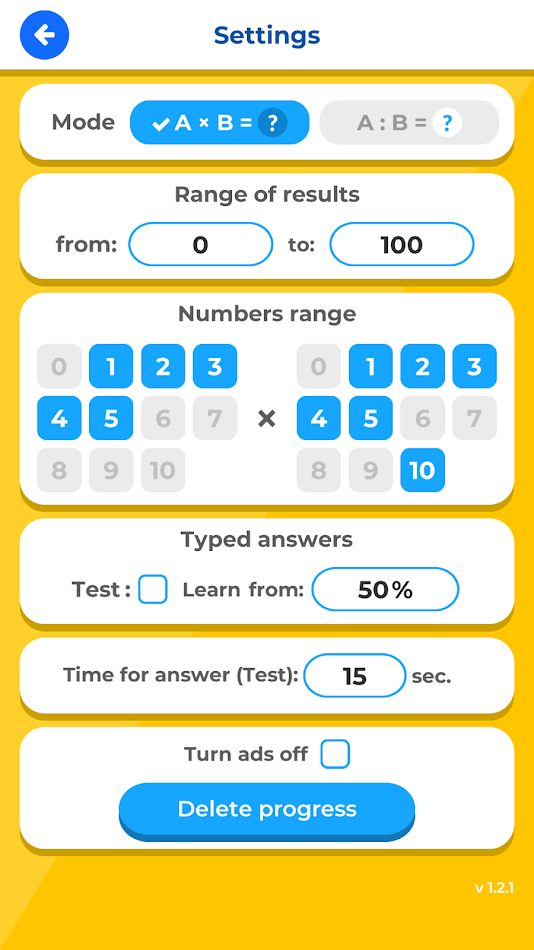 Settings
Mode A × B = ? A : B = ?
Range of results
from: 0 to: 100
Numbers range
0 1 2 3 0 1 2 3
4 5 6 7 × 4 5 6 7
8 9 10 8 9 10
Typed answers
Test : Learn from: 50%
Time for answer (Test): 15 sec.
Turn ads off
Delete progress
v 1.2.1